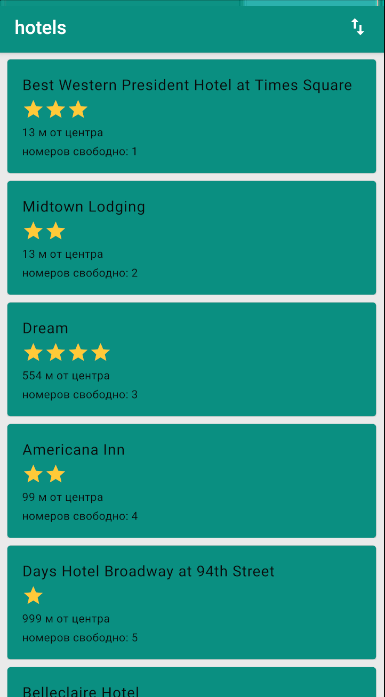 hotels
Best Western President Hotel at Times Square
13 м от центра
номеров свободно: 1
Midtown Lodging
13 м от центра
номеров свободно: 2
Dream
554 м от центра
номеров свободно: 3
Americana Inn
99 м от центра
номеров свободно: 4
Days Hotel Broadway at 94th Street
999 м от центра
номеров свободно: 5
Belleclaire Hotel